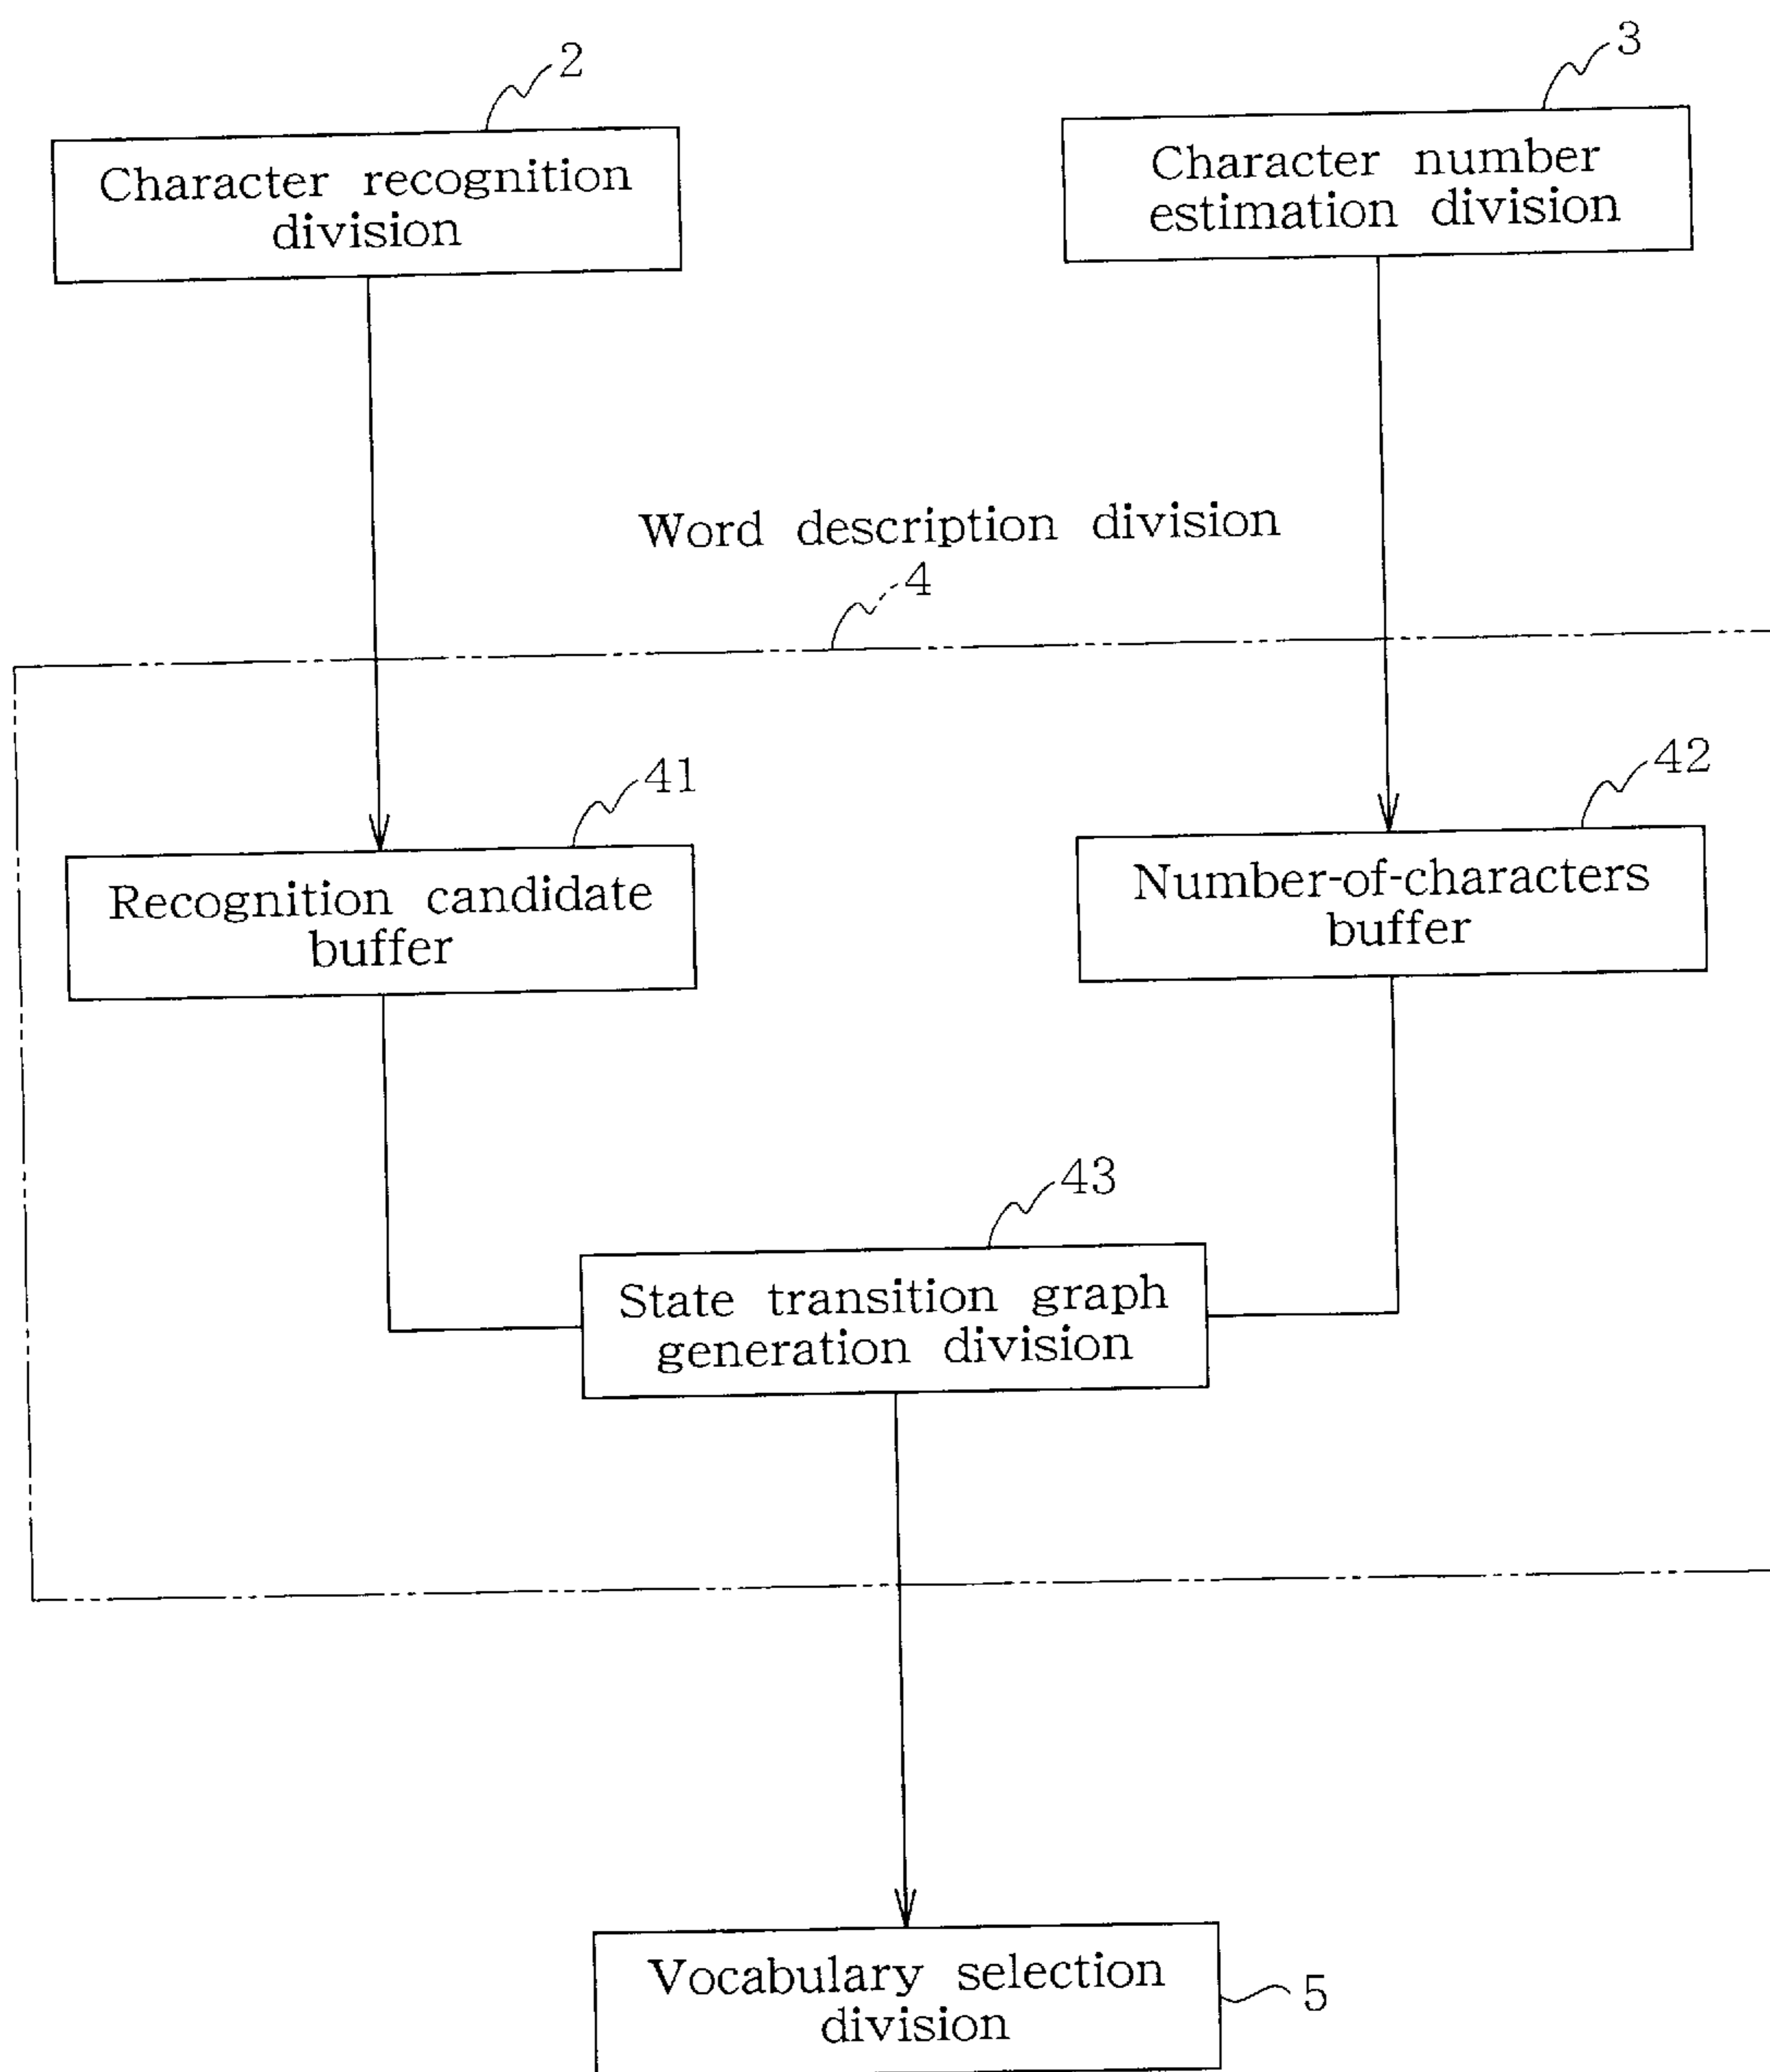 2
3
Character recognition
division
Character number
estimation division
Word description division
4
41
42
Recognition candidate
buffer
Number-of-characters
buffer
43
State transition graph
generation division
Vocabulary selection
division
5